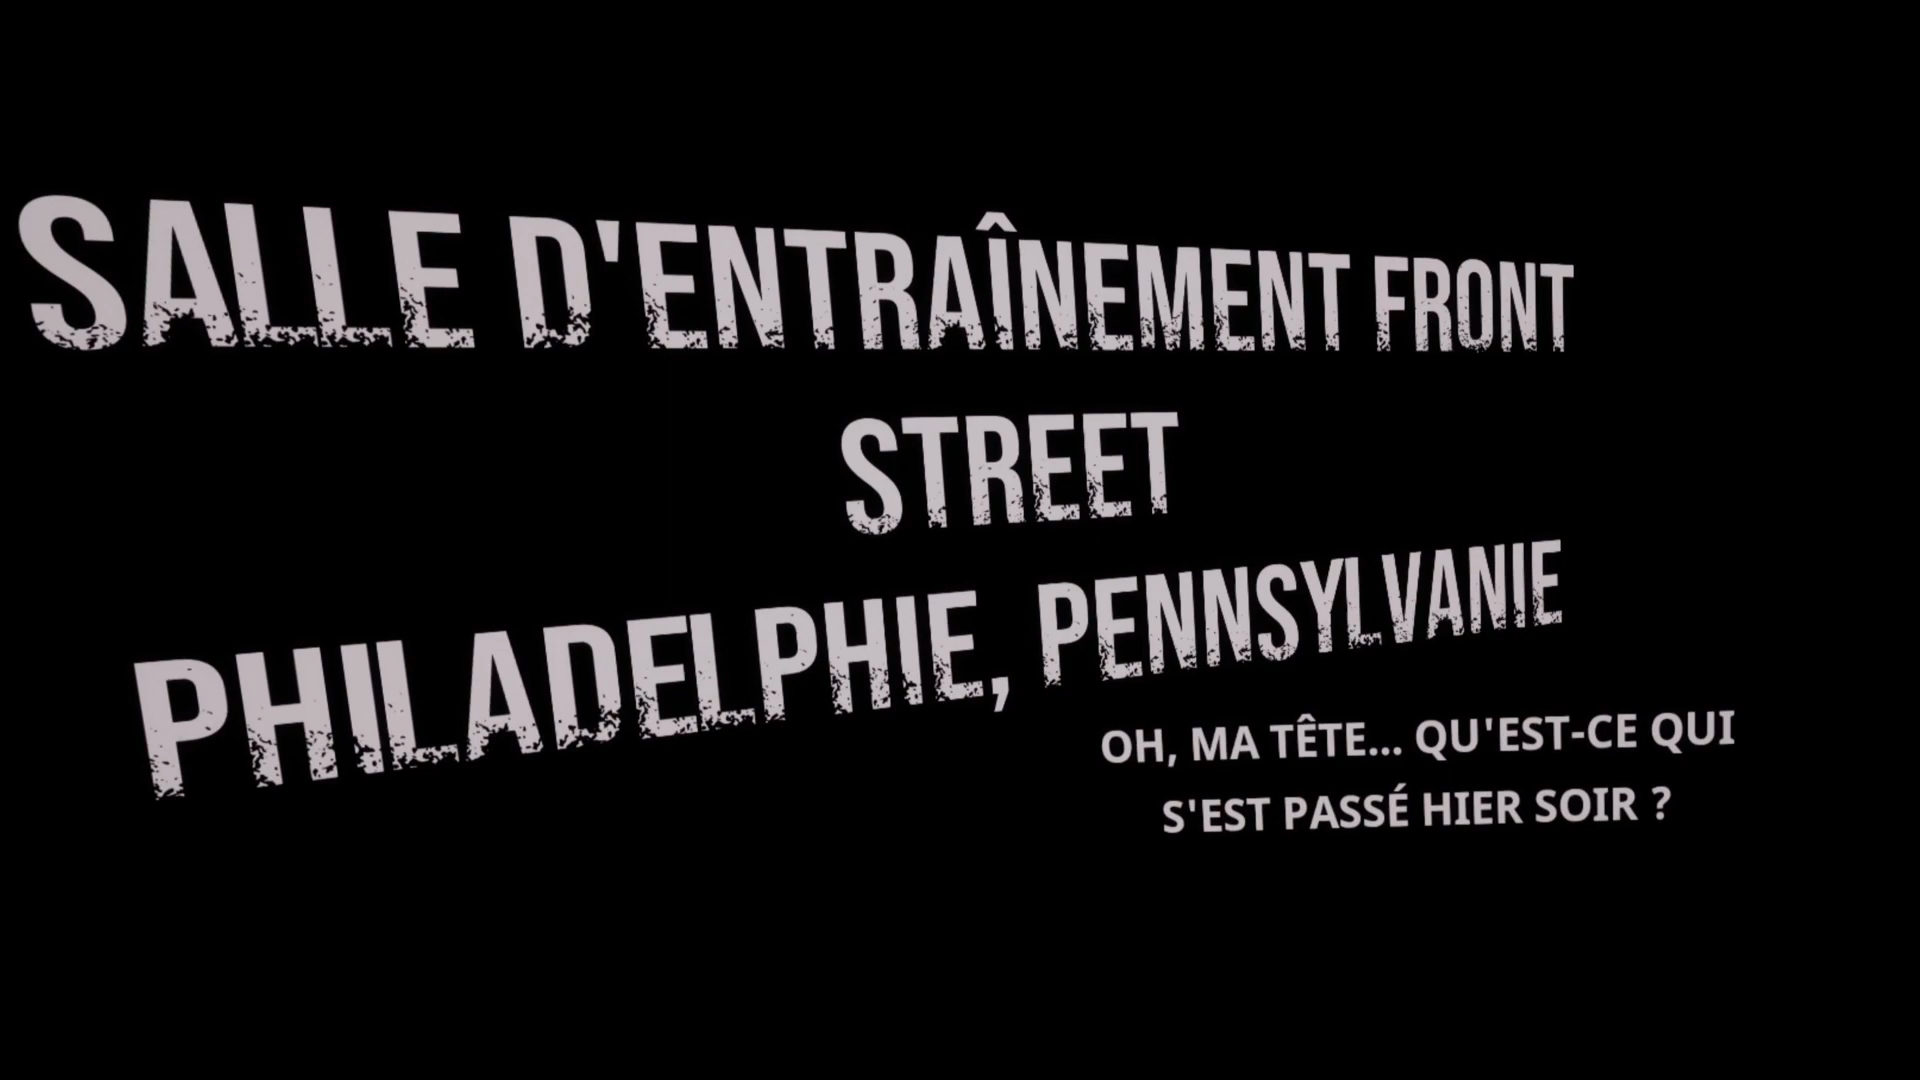 SALLE D'ENTRAÎNEMENT FRONT
STREET
PHILADELPHIE, PENNSYLVANIE
OH, MA TÊTE... QU'EST-CE QUI
S'EST PASSÉ HIER SOIR ?